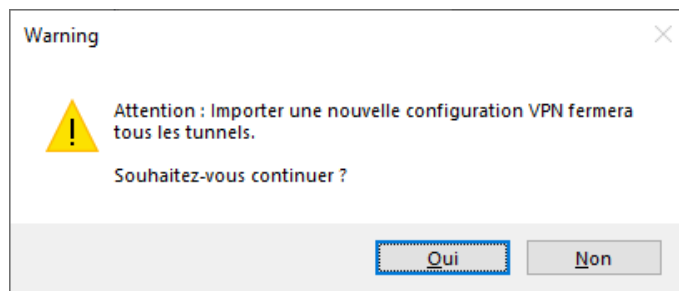 Warning
Attention : Importer une nouvelle configuration VPN fermera
tous les tunnels.
Souhaitez-vous continuer ?
Oui
Non